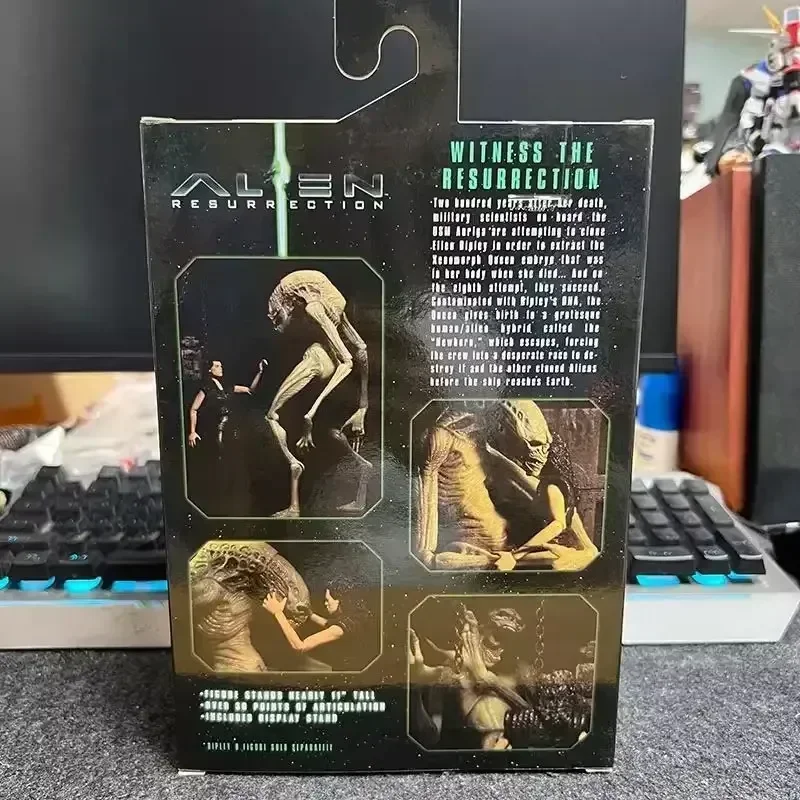 ALIEN
RESURRECTION
WITNESS THE
RESURRECTION
Two hundred years after her death,
military scientists on board the
USM Auriga are attempting to clone
Ellen Ripley in order to extract the
Xenomorph Queen embryo that was
in her body when she died... And on
the eighth attempt, they succeed.
Contaminated with Ripley's DNA, the
Queen gives birth to a grotesque
human/alien hybrid called the
"Newborn," which escapes, forcing
the crew into a desperate race to de-
stroy it and the other cloned Aliens
before the ship reaches Earth.
*FIGURE STANDS NEARLY 11" TALL
*OVER 30 POINTS OF ARTICULATION
*INCLUDES DISPLAY STAND
*RIPLEY 8 FIGURE SOLD SEPARATELY